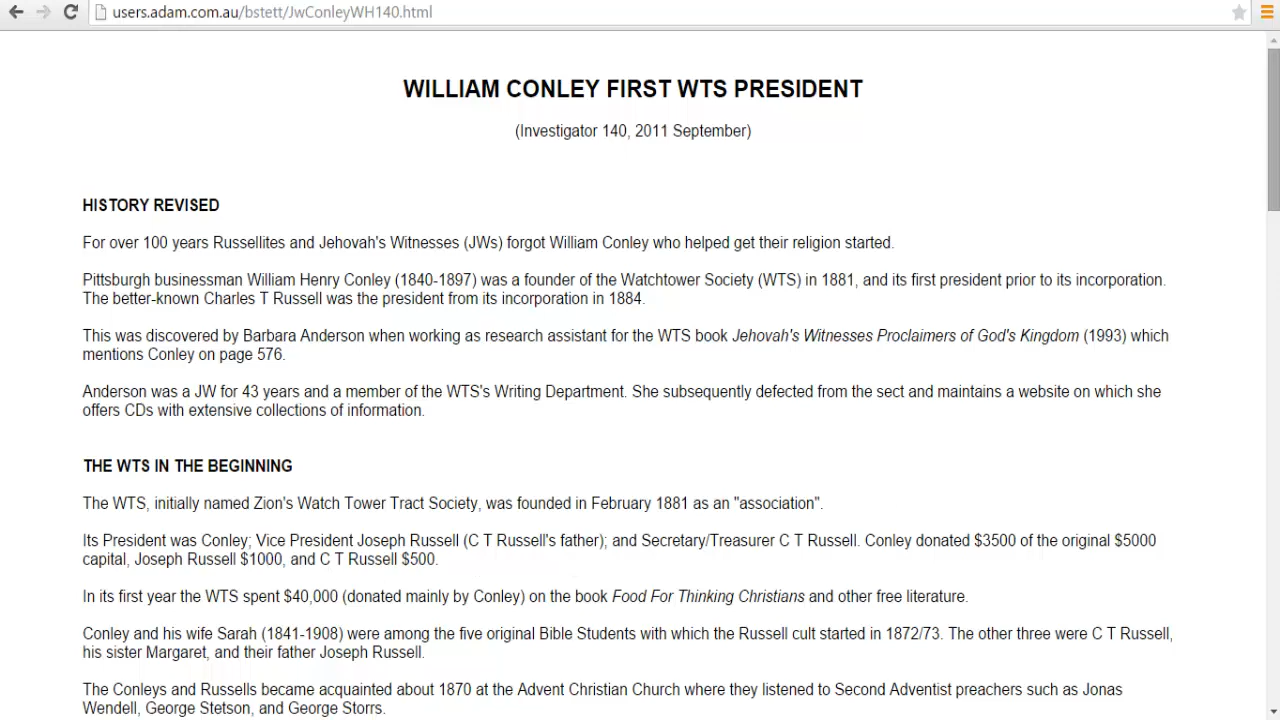 users.adam.com.au/bstett/JwConleyWH140.html
WILLIAM CONLEY FIRST WTS PRESIDENT
(Investigator 140, 2011 September)
HISTORY REVISED
For over 100 years Russellites and Jehovah's Witnesses (JWs) forgot William Conley who helped get their religion started.
Pittsburgh businessman William Henry Conley (1840-1897) was a founder of the Watchtower Society (WTS) in 1881, and its first president prior to its incorporation.
The better-known Charles T Russell was the president from its incorporation in 1884.
This was discovered by Barbara Anderson when working as research assistant for the WTS book Jehovah's Witnesses Proclaimers of God's Kingdom (1993) which
mentions Conley on page 576.
Anderson was a JW for 43 years and a member of the WTS's Writing Department. She subsequently defected from the sect and maintains a website on which she
offers CDs with extensive collections of information.
THE WTS IN THE BEGINNING
The WTS, initially named Zion's Watch Tower Tract Society, was founded in February 1881 as an "association".
Its President was Conley; Vice President Joseph Russell (C T Russell's father); and Secretary/Treasurer C T Russell. Conley donated $3500 of the original $5000
capital, Joseph Russell $1000, and C T Russell $500.
In its first year the WTS spent $40,000 (donated mainly by Conley) on the book Food For Thinking Christians and other free literature.
Conley and his wife Sarah (1841-1908) were among the five original Bible Students with which the Russell cult started in 1872/73. The other three were C T Russell,
his sister Margaret, and their father Joseph Russell.
The Conleys and Russells became acquainted about 1870 at the Advent Christian Church where they listened to Second Adventist preachers such as Jonas
Wendell, George Stetson, and George Storrs.